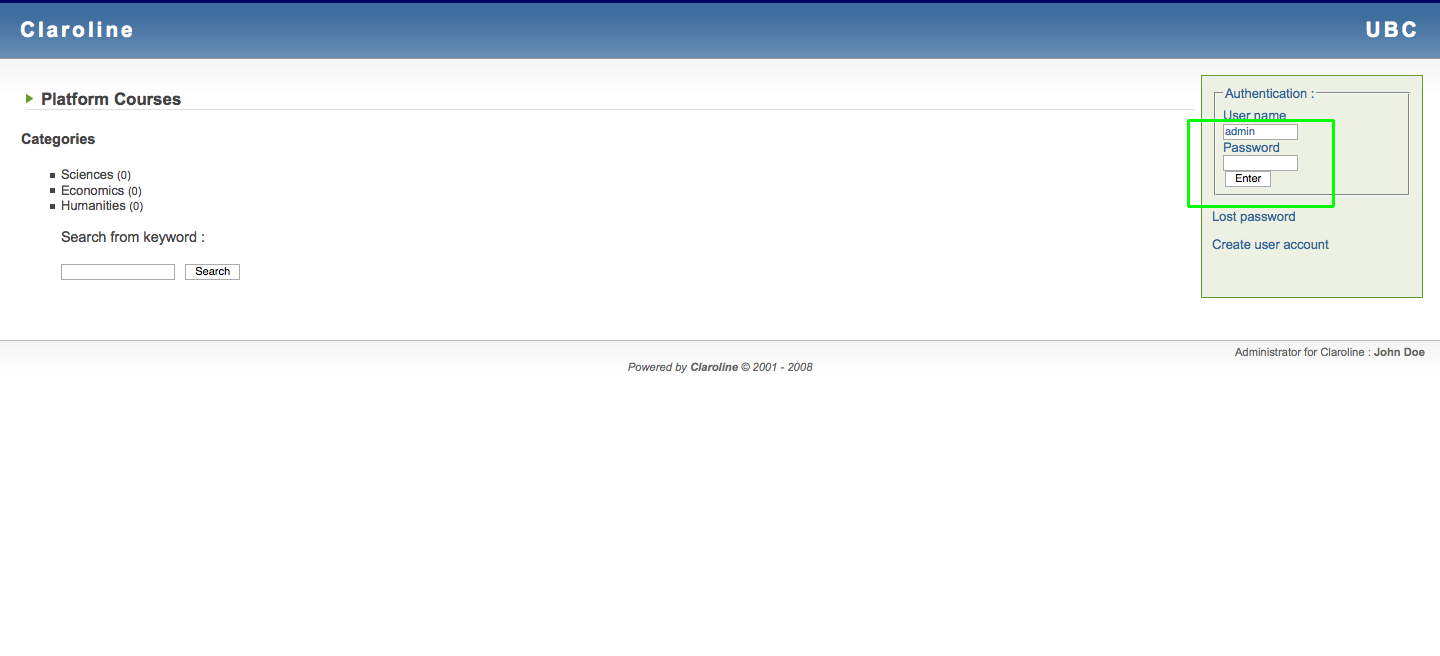 Claroline
UBC
Platform Courses
Categories
Sciences (0)
Economics (0)
Humanities (0)
Search from keyword :
Search
Authentication :
User name
admin
Password
Enter
Lost password
Create user account
Administrator for Claroline : John Doe
Powered by Claroline © 2001 - 2008